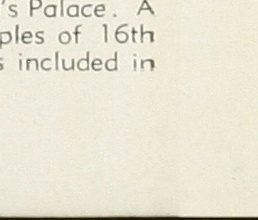 's Palace. A
ples of 16th
s included in